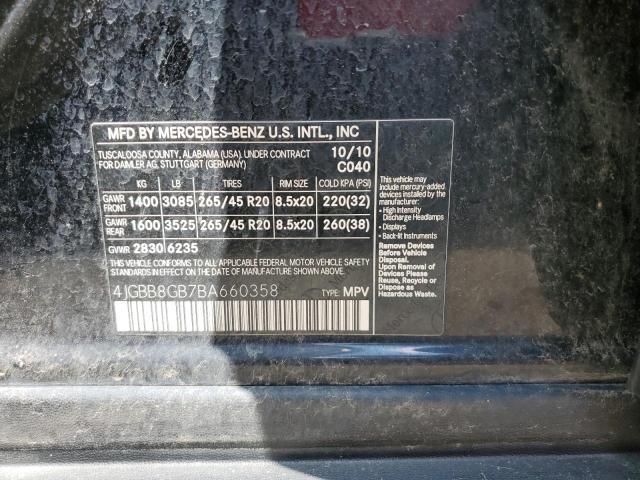 MFD BY MERCEDES-BENZ U.S. INTL., INC
TUSCALOOSA COUNTY, ALABAMA (USA), UNDER CONTRACT 10/10
FOR DAIMLER AG, STUTTGART (GERMANY) C040
KG LB TIRES RIM SIZE COLD KPA (PSI)
GAWR FRONT 1400 3085 265/45 R20 8.5x20 220(32)
GAWR REAR 1600 3525 265/45 R20 8.5x20 260(38)
GVWR 2830 6235
THIS VEHICLE CONFORMS TO ALL APPLICABLE FEDERAL MOTOR VEHICLE
SAFETY STANDARDS IN EFFECT ON THE DATE OF MANUFACTURE SHOWN ABOVE.
4JGBB8GB7BA660358 TYPE: MPV
This vehicle may
include mercury-added
devices installed by the
manufacturer:
• High Intensity
Discharge Headlamps
• Displays
• Back-lit Instruments
Remove Devices
Before Vehicle
Disposal.
Upon Removal of
Devices Please
Reuse, Recycle or
Dispose as
Hazardous Waste.